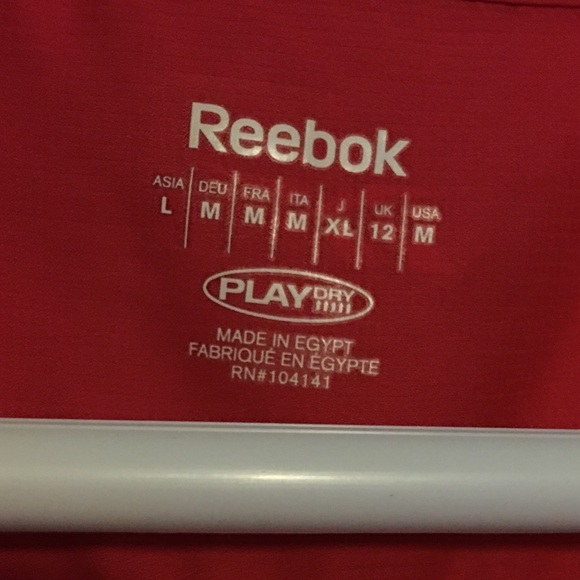 Reebok
ASIA DEU FRA ITA J UK USA
L M M M XL 12 M
PLAYDRY
MADE IN EGYPT
FABRIQUÉ EN ÉGYPTE
RN#104141